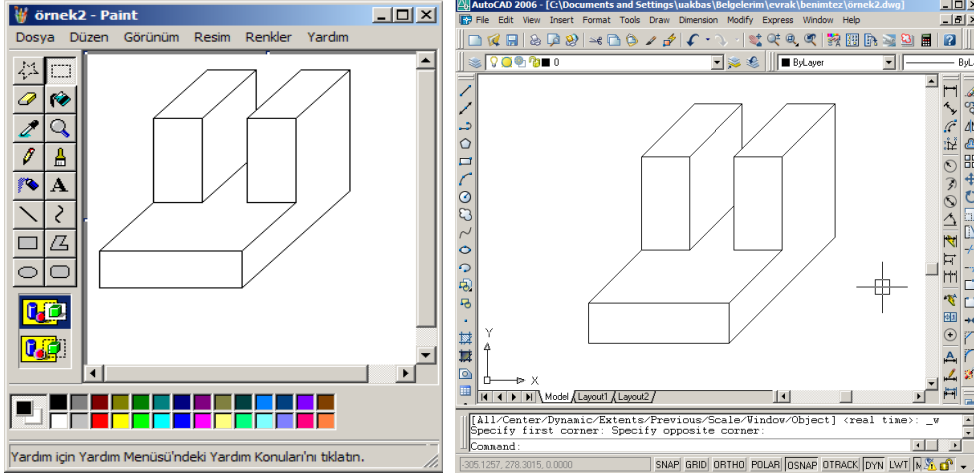 örnek2 - Paint
Dosya Düzen Görünüm Resim Renkler Yardım
A
Yardım için Yardım Menüsü'ndeki Yardım Konuları'nı tıklatın.
AutoCAD 2006 - [C:\Documents and Settings\uakbas\Belgelerim\evrak\benimtez\örnek2.dwg]
File Edit View Insert Format Tools Draw Dimension Modify Express Window Help
0
ByLayer
ByL
Y
X
Model Layout1 Layout2
A
[All/Center/Dynamic/Extents/Previous/Scale/Window/Object] <real time>: _w
Specify first corner: Specify opposite corner:
Command:
-305.1257, 278.3015, 0.0000
SNAP GRID ORTHO POLAR OSNAP OTRACK DYN LWT